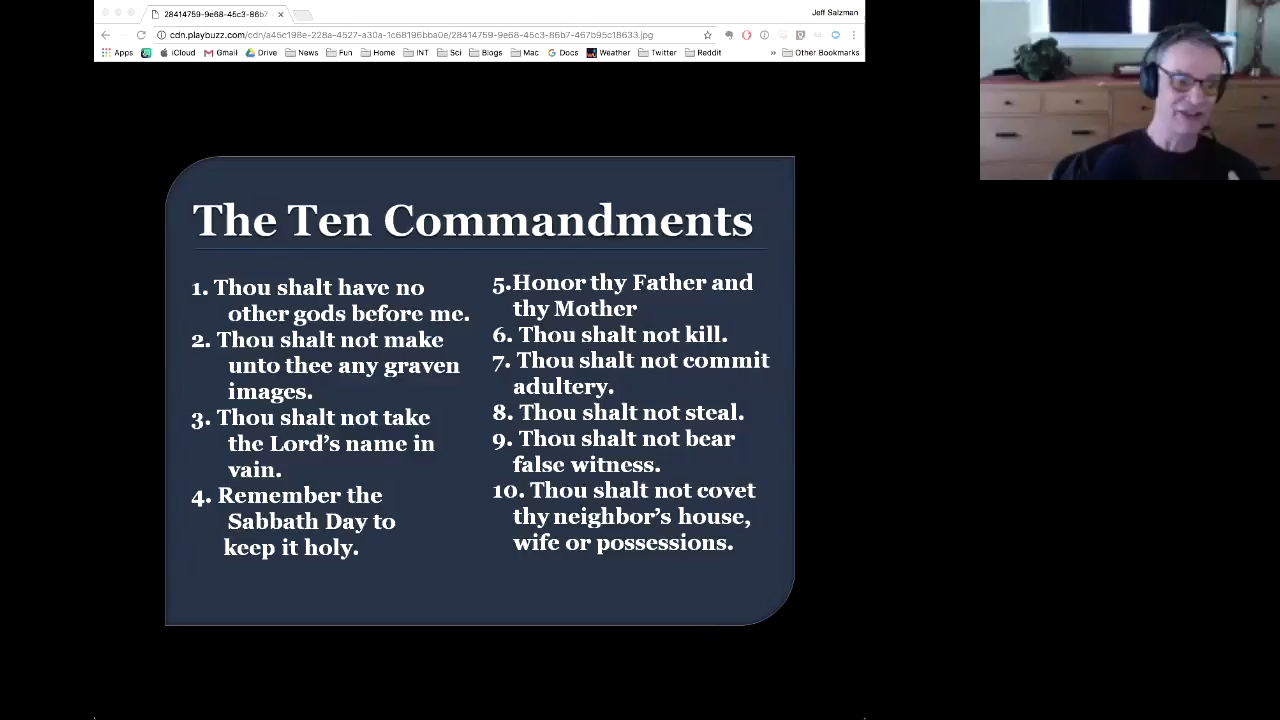 28414759-9e68-45c3-86b7-
Jeff Salzman
cdn.playbuzz.com/cdn/a46c198e-228a-4527-a30a-1c68196bba0e/28414759-9e68-45c3-86b7-467b95c18633.jpg
Apps iCloud Gmail Drive News Fun Home INT Sci Blogs Mac Docs Weather Twitter Reddit » Other Bookmarks
The Ten Commandments
1. Thou shalt have no
other gods before me.
2. Thou shalt not make
unto thee any graven
images.
3. Thou shalt not take
the Lord's name in
vain.
4. Remember the
Sabbath Day to
keep it holy.
5.Honor thy Father and
thy Mother
6. Thou shalt not kill.
7. Thou shalt not commit
adultery.
8. Thou shalt not steal.
9. Thou shalt not bear
false witness.
10. Thou shalt not covet
thy neighbor's house,
wife or possessions.